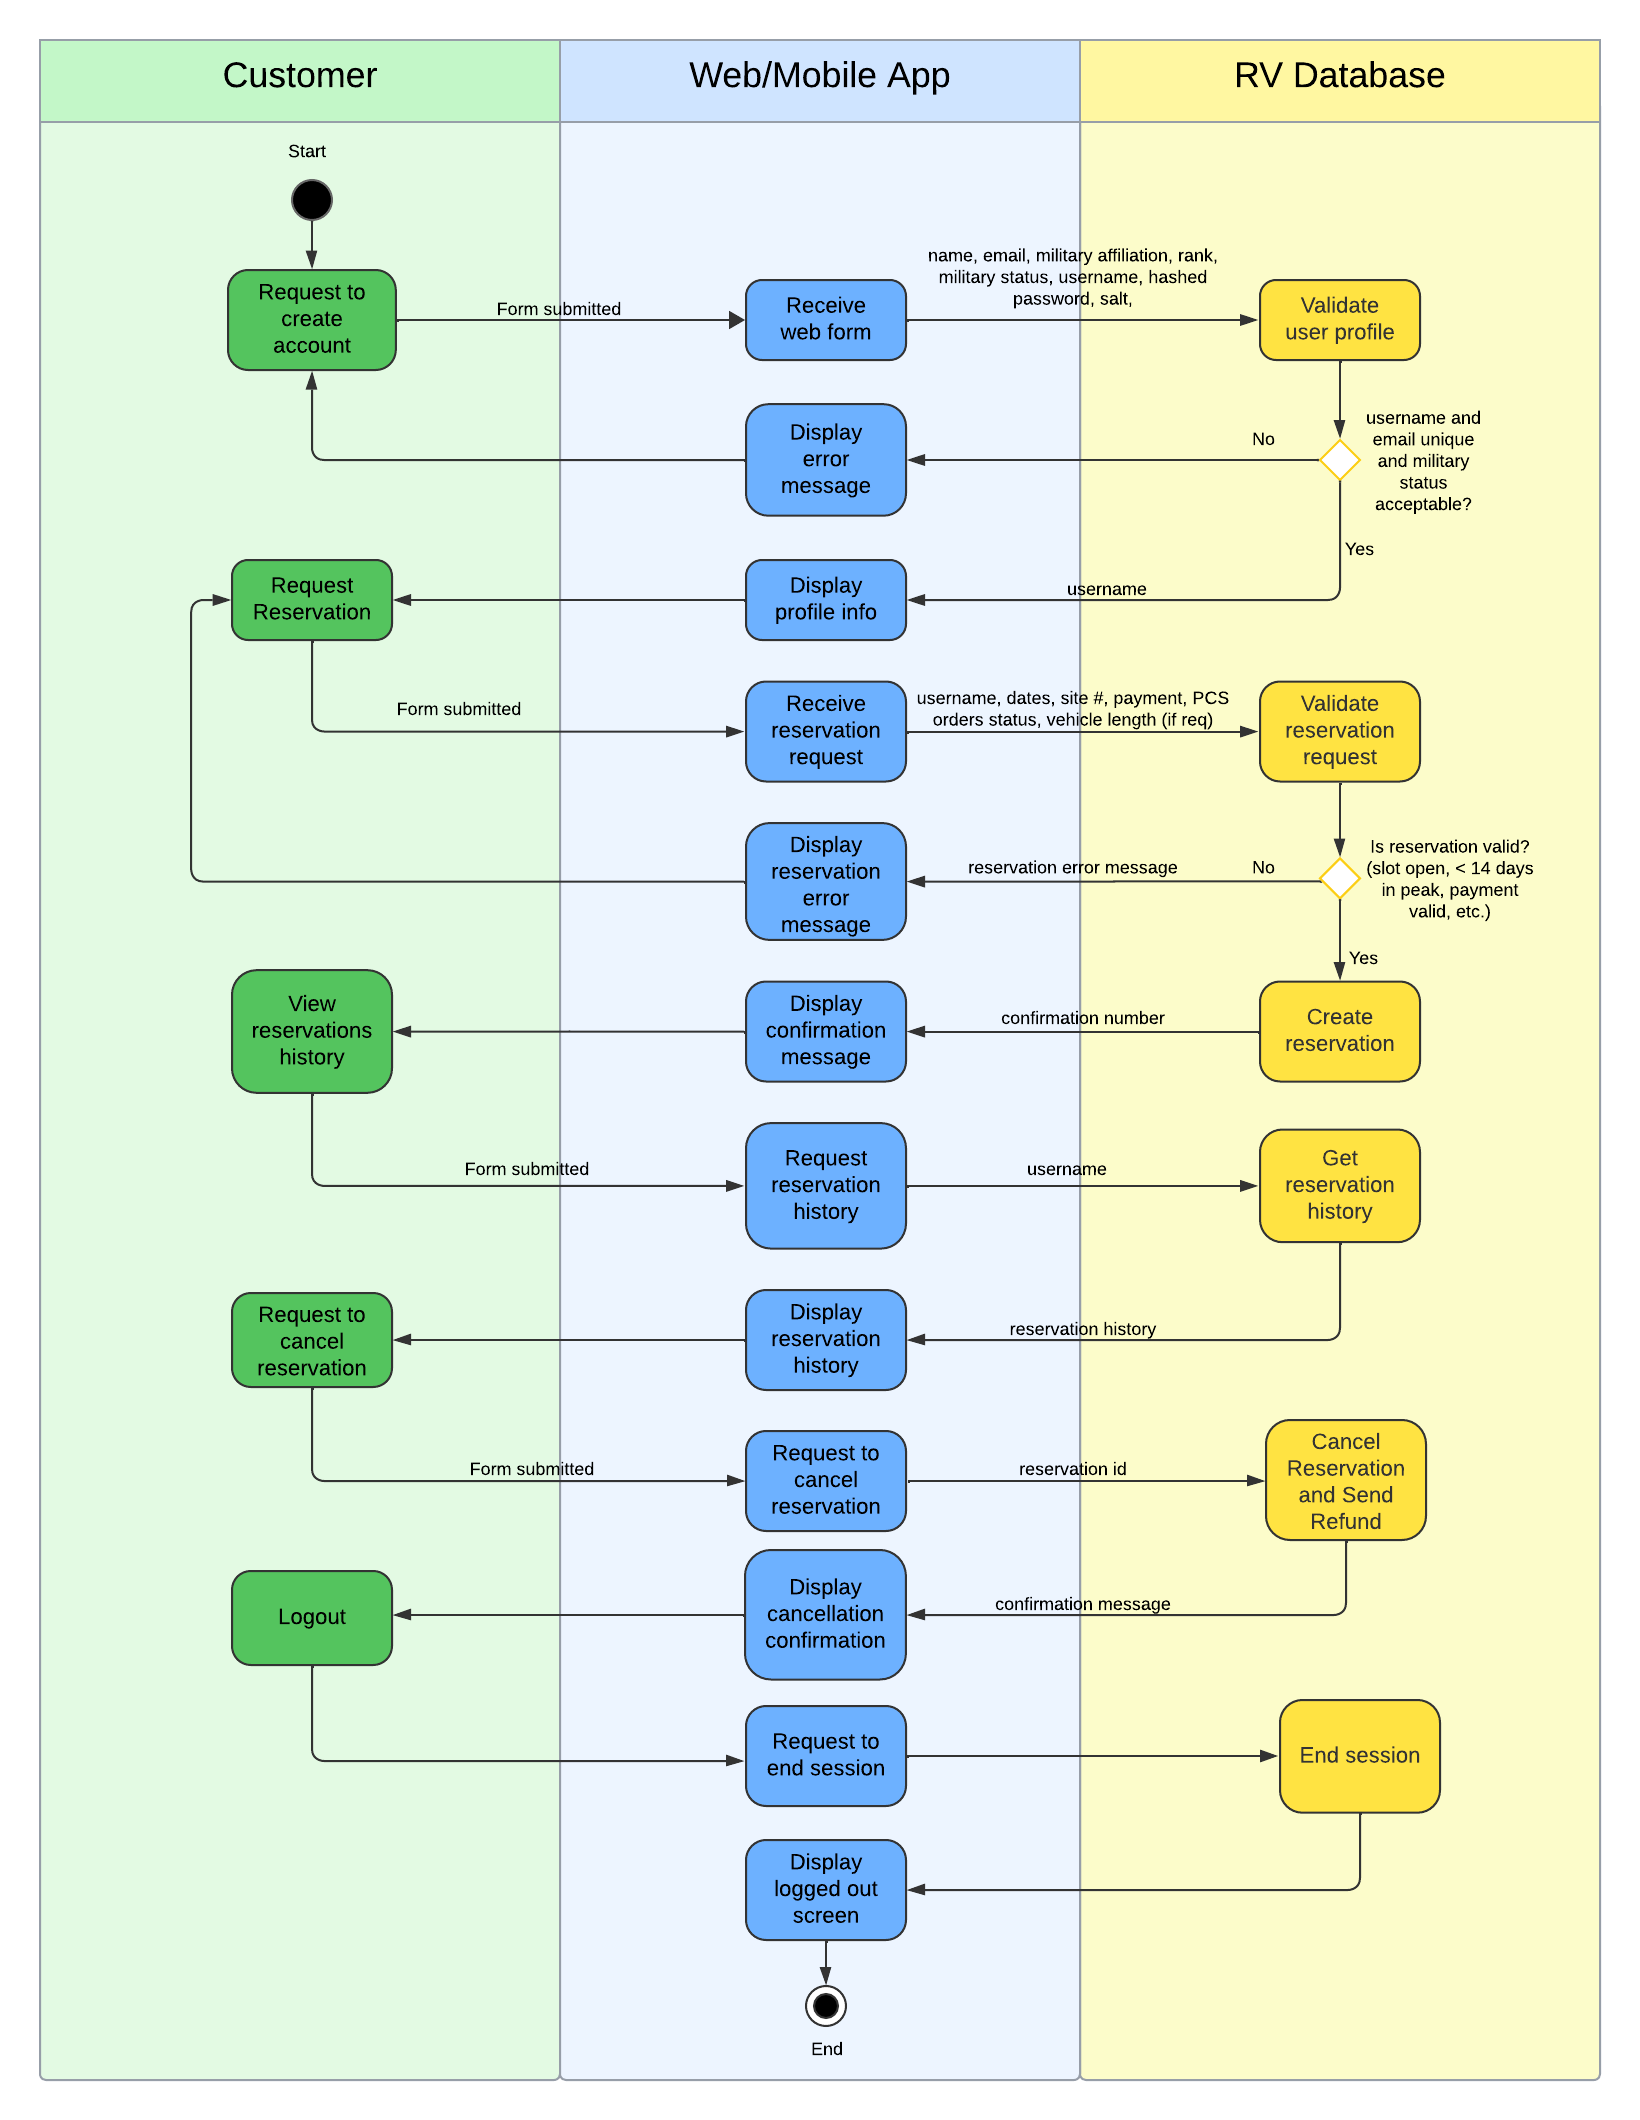 Customer
Web/Mobile App
RV Database
Start
Request to
create
account
Form submitted
Receive
web form
name, email, military affiliation, rank,
military status, username, hashed
password, salt,
Validate
user profile
Display
error
message
No
username and
email unique
and military
status
acceptable?
Yes
Request
Reservation
Display
profile info
username
Form submitted
Receive
reservation
request
username, dates, site #, payment, PCS
orders status, vehicle length (if req)
Validate
reservation
request
Display
reservation
error
message
reservation error message
No
Is reservation valid?
(slot open, < 14 days
in peak, payment
valid, etc.)
Yes
View
reservations
history
Display
confirmation
message
confirmation number
Create
reservation
Form submitted
Request
reservation
history
username
Get
reservation
history
Request to
cancel
reservation
Display
reservation
history
reservation history
Form submitted
Request to
cancel
reservation
reservation id
Cancel
Reservation
and Send
Refund
Logout
Display
cancellation
confirmation
confirmation message
Request to
end session
End session
Display
logged out
screen
End